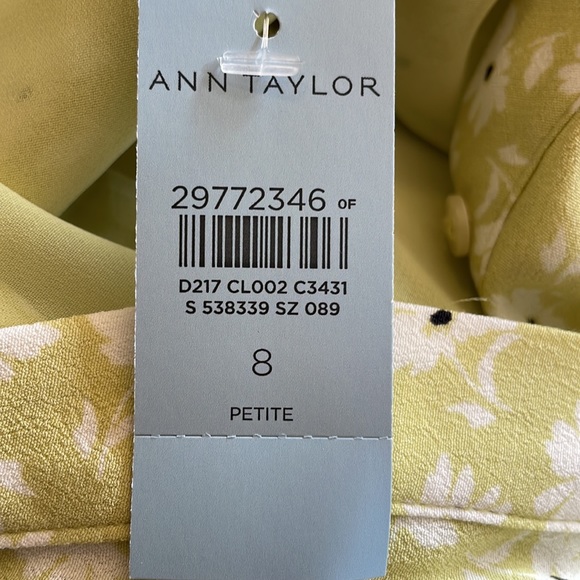 ANN TAYLOR
29772346 OF
D217 CL002 C3431
S 538339 SZ 089
8
PETITE